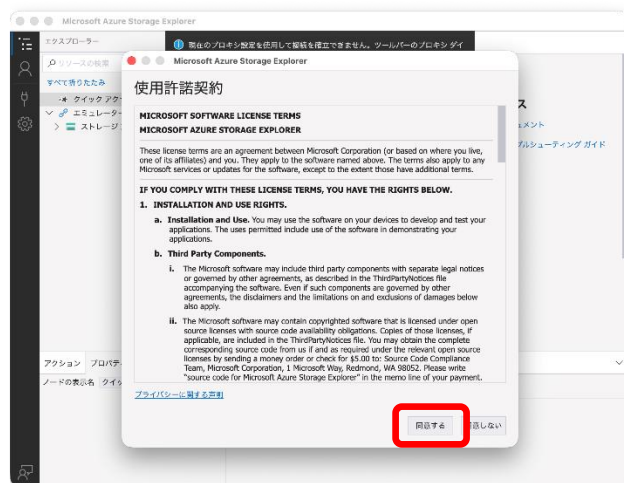 Microsoft Azure Storage Explorer
エクスプローラー
現在のプロキシ設定を使用して接続を確立できません。ツールバーのプロキシ ダイ
リソースの検索
すべて折りたたみ
クイック アク
エミュレーター
ストレージ
ス
ュメント
ブルシューティング ガイド
Microsoft Azure Storage Explorer
使用許諾契約
MICROSOFT SOFTWARE LICENSE TERMS
MICROSOFT AZURE STORAGE EXPLORER
These license terms are an agreement between Microsoft Corporation (or based on where you live,
one of its affiliates) and you. They apply to the software named above. The terms also apply to any
Microsoft services or updates for the software, except to the extent those have additional terms.
IF YOU COMPLY WITH THESE LICENSE TERMS, YOU HAVE THE RIGHTS BELOW.
1. INSTALLATION AND USE RIGHTS.
a. Installation and Use. You may use the software on your devices to develop and test your
applications. The uses permitted include use of the software in demonstrating your
applications.
b. Third Party Components.
i. The Microsoft software may include third party components with separate legal notices
or governed by other agreements, as described in the ThirdPartyNotices file
accompanying the software. Even if such components are governed by other
agreements, the disclaimers and the limitations on and exclusions of damages below
also apply.
ii. The Microsoft software may contain copyrighted software that is licensed under open
source licenses with source code availability obligations. Copies of those licenses, if
applicable, are included in the ThirdPartyNotices file. You may obtain the complete
corresponding source code from us if and as required under the relevant open source
licenses by sending a money order or check for $5.00 to: Source Code Compliance
Team, Microsoft Corporation, 1 Microsoft Way, Redmond, WA 98052. Please write
"source code for Microsoft Azure Storage Explorer" in the memo line of your payment.
プライバシーに関する声明
同意する
意しない
アクション プロパテ
ノードの表示名 クイッ